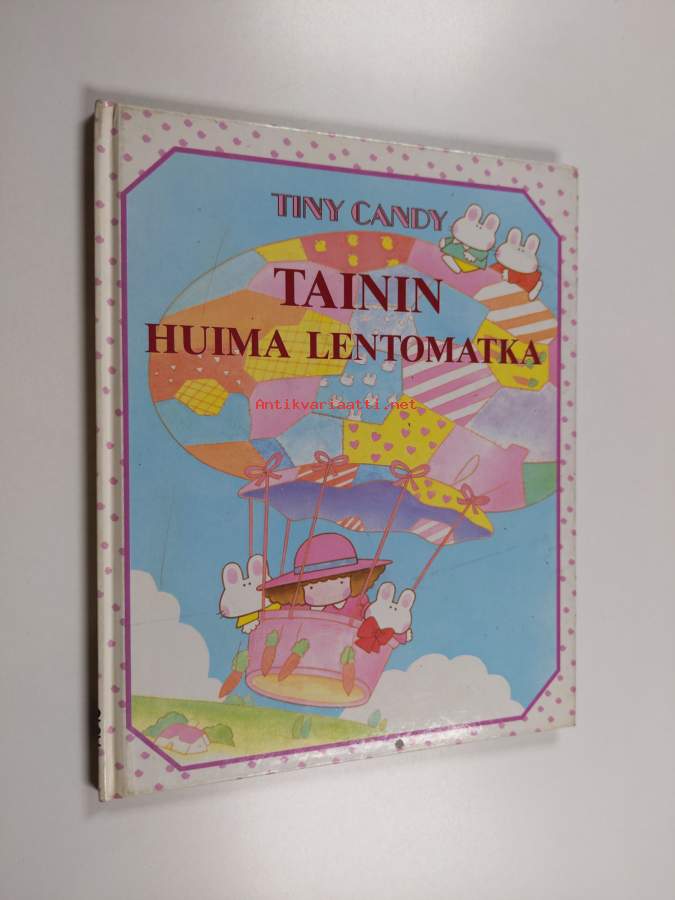 TINY CANDY
TAININ
HUIMA LENTOMATKA
Antikvariaatti.net